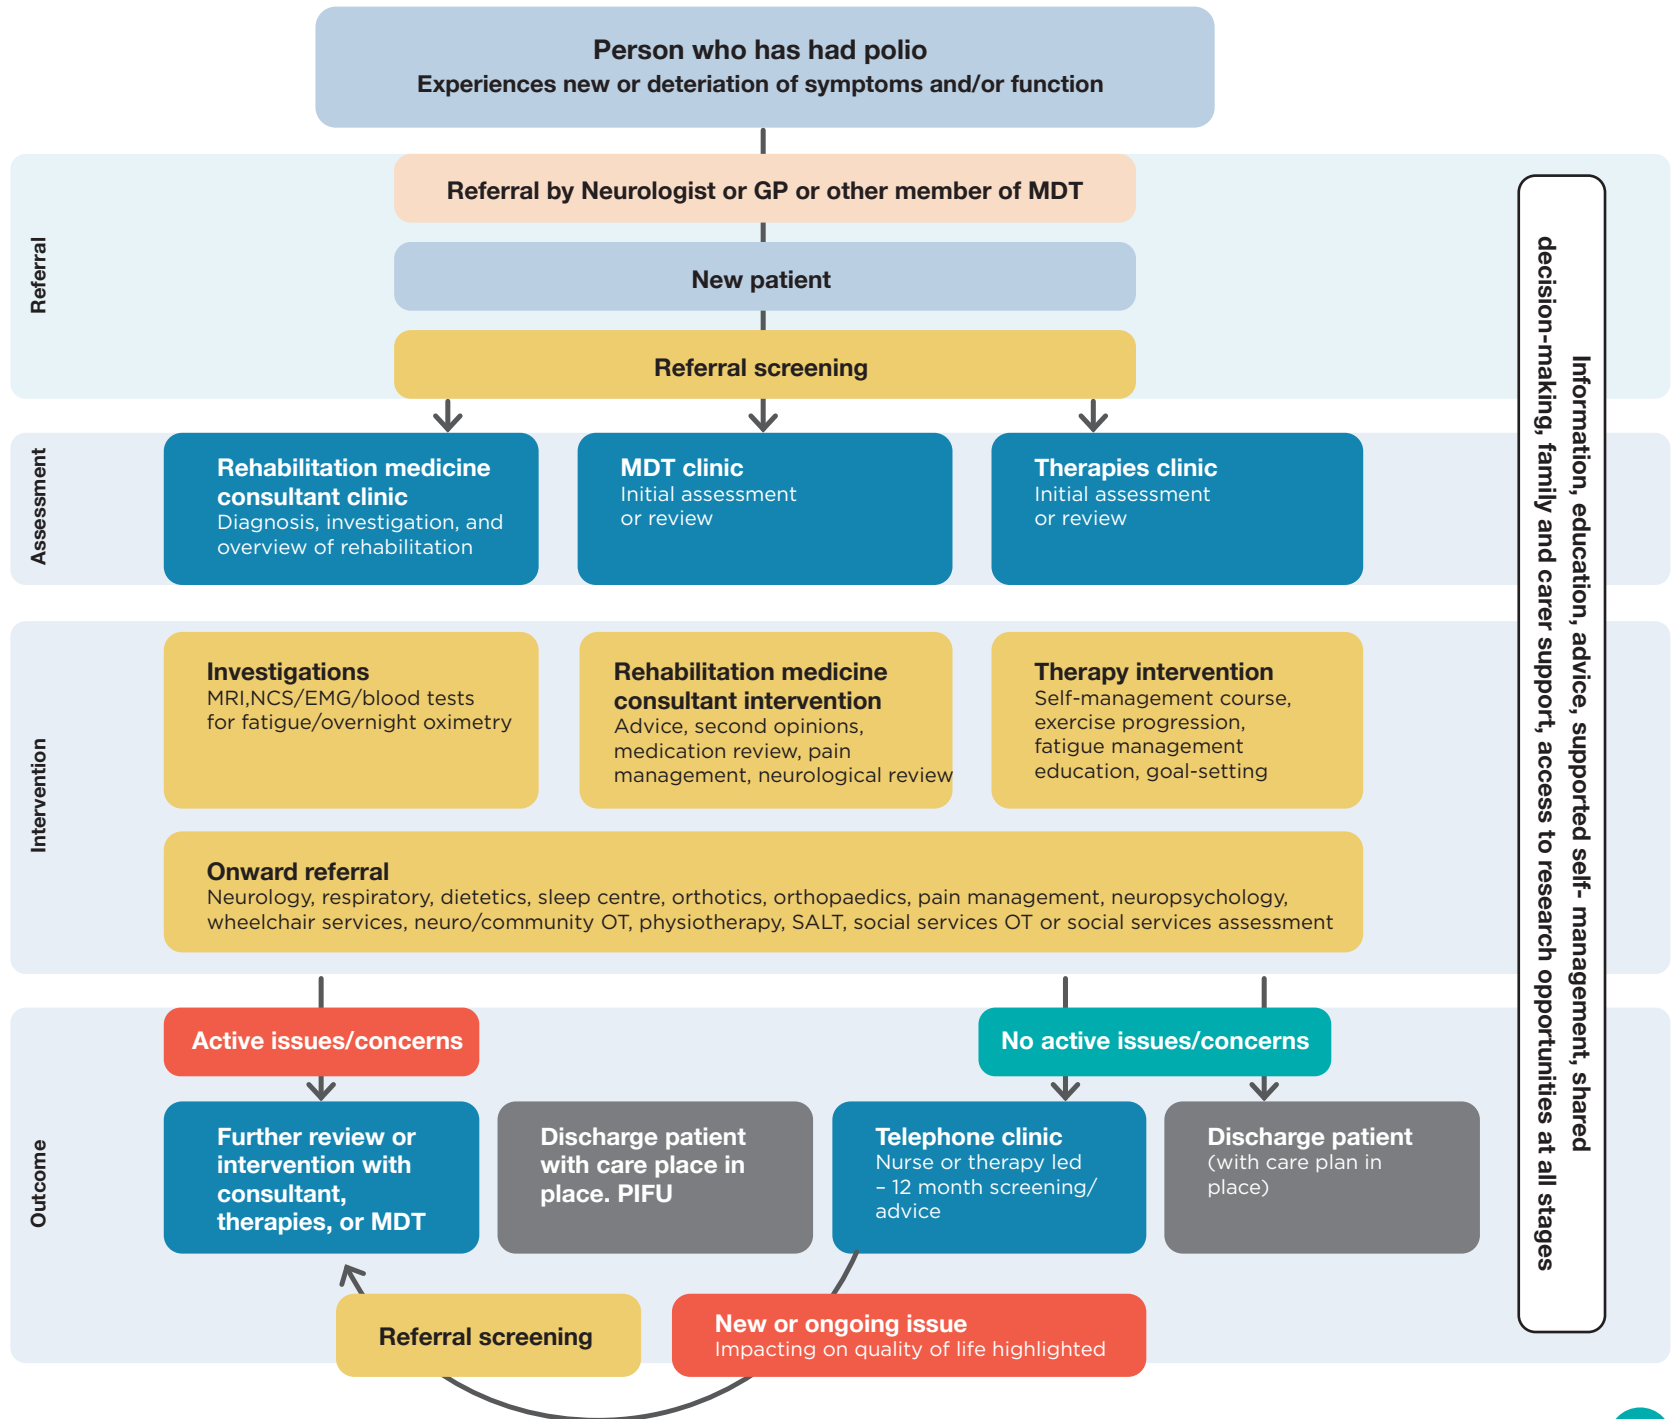 Person who has had polio
Experiences new or deteriation of symptoms and/or function
Referral
Referral by Neurologist or GP or other member of MDT
New patient
Referral screening
Assessment
Rehabilitation medicine
consultant clinic
Diagnosis, investigation, and
overview of rehabilitation
MDT clinic
Initial assessment
or review
Therapies clinic
Initial assessment
or review
Intervention
Investigations
MRI,NCS/EMG/blood tests
for fatigue/overnight oximetry
Rehabilitation medicine
consultant intervention
Advice, second opinions,
medication review, pain
management, neurological review
Therapy intervention
Self-management course,
exercise progression,
fatigue management
education, goal-setting
Onward referral
Neurology, respiratory, dietetics, sleep centre, orthotics, orthopaedics, pain management, neuropsychology,
wheelchair services, neuro/community OT, physiotherapy, SALT, social services OT or social services assessment
Outcome
Active issues/concerns
No active issues/concerns
Further review or
intervention with
consultant,
therapies, or MDT
Discharge patient
with care place in
place. PIFU
Telephone clinic
Nurse or therapy led
– 12 month screening/
advice
Discharge patient
(with care plan in
place)
Referral screening
New or ongoing issue
Impacting on quality of life highlighted
Information, education, advice, supported self- management, shared
decision-making, family and carer support, access to research opportunities at all stages